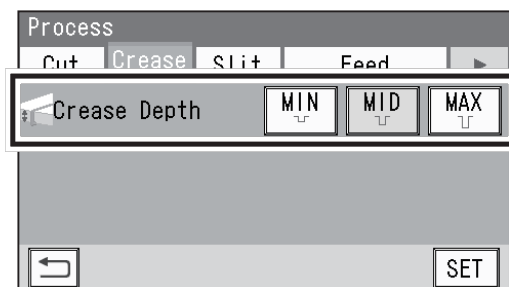 Process
Cut Crease Slit Feed
Crease Depth MIN MID MAX
SET